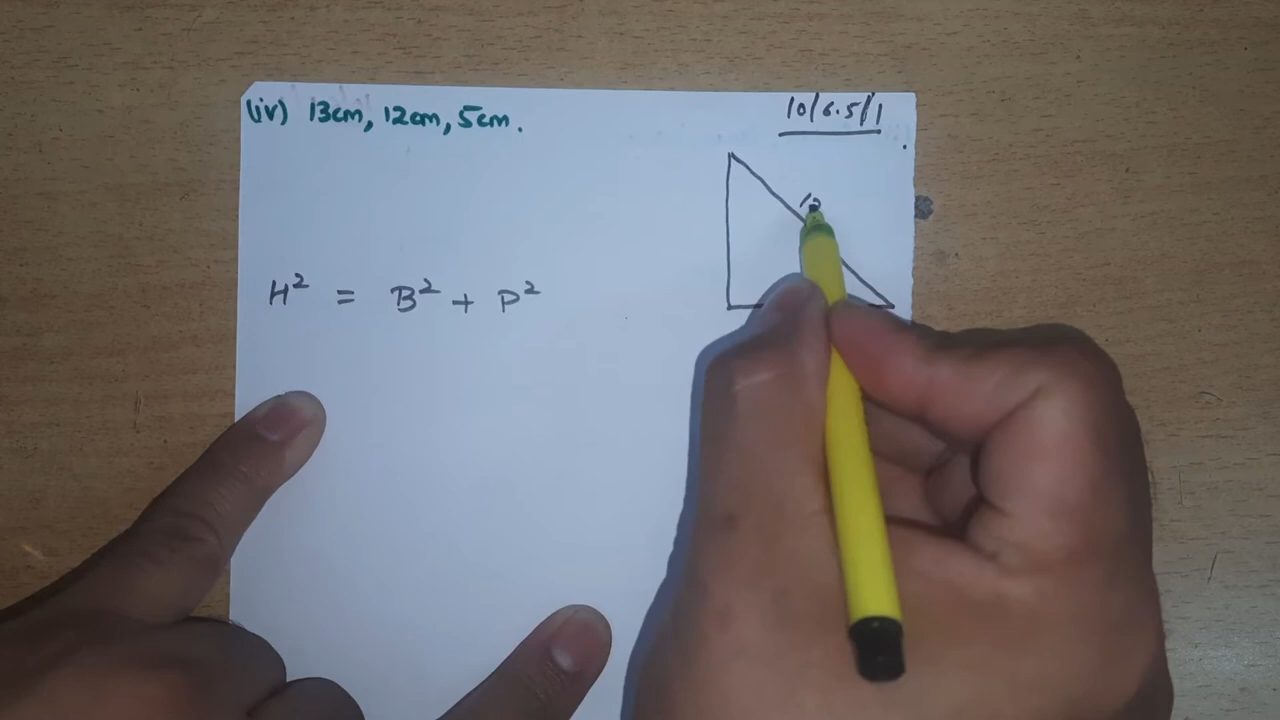 (iv) 13cm, 12cm, 5cm.
10/6.5/1
H² = B² + P²